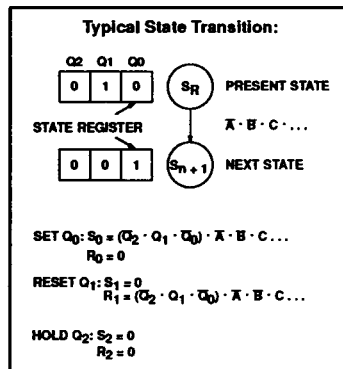 Typical State Transition:
Q2 Q1 Q0
0 1 0 S_R PRESENT STATE
STATE REGISTER A̅ · B̅ · C · ...
0 0 1 S_{n + 1} NEXT STATE
SET Q₀: S₀ = (Q̅₂ · Q₁ · Q̅₀) · A̅ · B̅ · C ...
R₀ = 0
RESET Q₁: S₁ = 0
R₁ = (Q̅₂ · Q₁ · Q̅₀) · A̅ · B̅ · C ...
HOLD Q₂: S₂ = 0
R₂ = 0